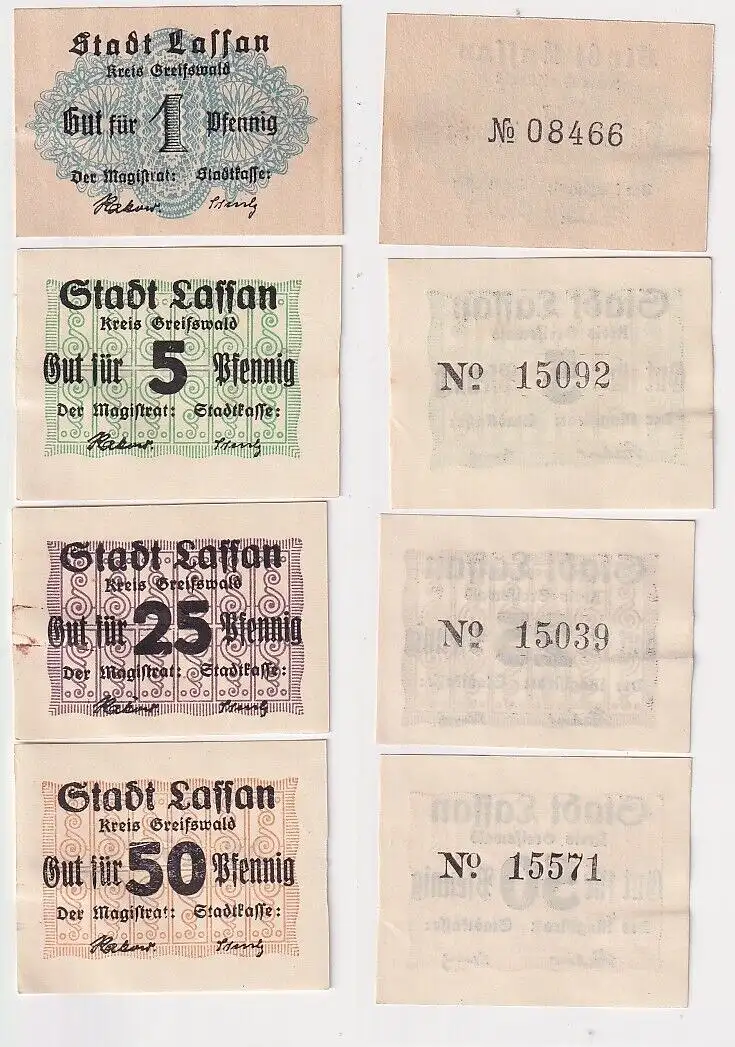 Stadt Lassan
Kreis Greifswald
Gut für 1 Pfennig
Der Magistrat: Stadtkasse:
№ 08466
Stadt Lassan
Kreis Greifswald
Gut für 5 Pfennig
Der Magistrat: Stadtkasse:
№ 15092
Stadt Lassan
Kreis Greifswald
Gut für 25 Pfennig
Der Magistrat: Stadtkasse:
№ 15039
Stadt Lassan
Kreis Greifswald
Gut für 50 Pfennig
Der Magistrat: Stadtkasse:
№ 15571